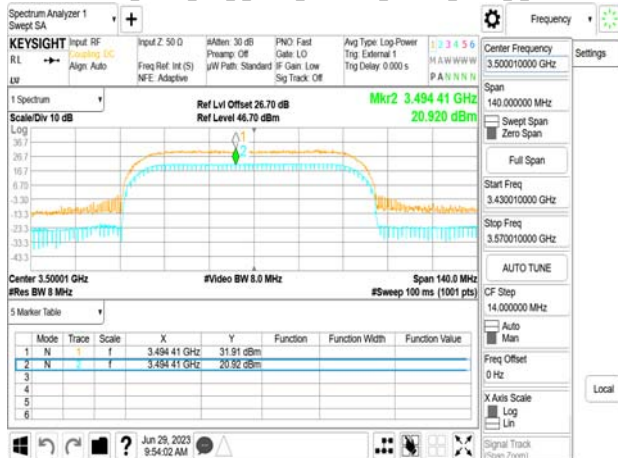 Spectrum Analyzer 1
Swept SA
+
Frequency
KEYSIGHT
Input: RF
Coupling: DC
Align: Auto
Input Z: 50 Ω
Freq Ref: Int (S)
NFE: Adaptive
#Atten: 30 dB
Preamp: Off
µW Path: Standard
PNO: Fast
Gate: LO
IF Gain: Low
Sig Track: Off
Avg Type: Log-Power
Trig: External 1
Trig Delay: 0.000 s
1 2 3 4 5 6
M A W W W W
P A N N N N
RL
1 Spectrum
Scale/Div 10 dB
Log
Ref Lvl Offset 26.70 dB
Ref Level 46.70 dBm
Mkr2 3.494 41 GHz
20.920 dBm
36.7
26.7
16.7
6.70
-3.30
-13.3
-23.3
-33.3
-43.3
1
2
Center 3.50001 GHz
#Res BW 8 MHz
#Video BW 8.0 MHz
Span 140.0 MHz
#Sweep 100 ms (1001 pts)
5 Marker Table
Mode Trace Scale X Y Function Function Width Function Value
1 N 1 f 3.494 41 GHz 31.91 dBm
2 N 2 f 3.494 41 GHz 20.92 dBm
3
4
5
6
Jun 29, 2023
9:54:02 AM
Center Frequency
3.500010000 GHz
Settings
Span
140.000000 MHz
Swept Span
Zero Span
Full Span
Start Freq
3.430010000 GHz
Stop Freq
3.570010000 GHz
AUTO TUNE
CF Step
14.000000 MHz
Auto
Man
Freq Offset
0 Hz
X Axis Scale
Log
Lin
Local
Signal Track
(Span Zoom)